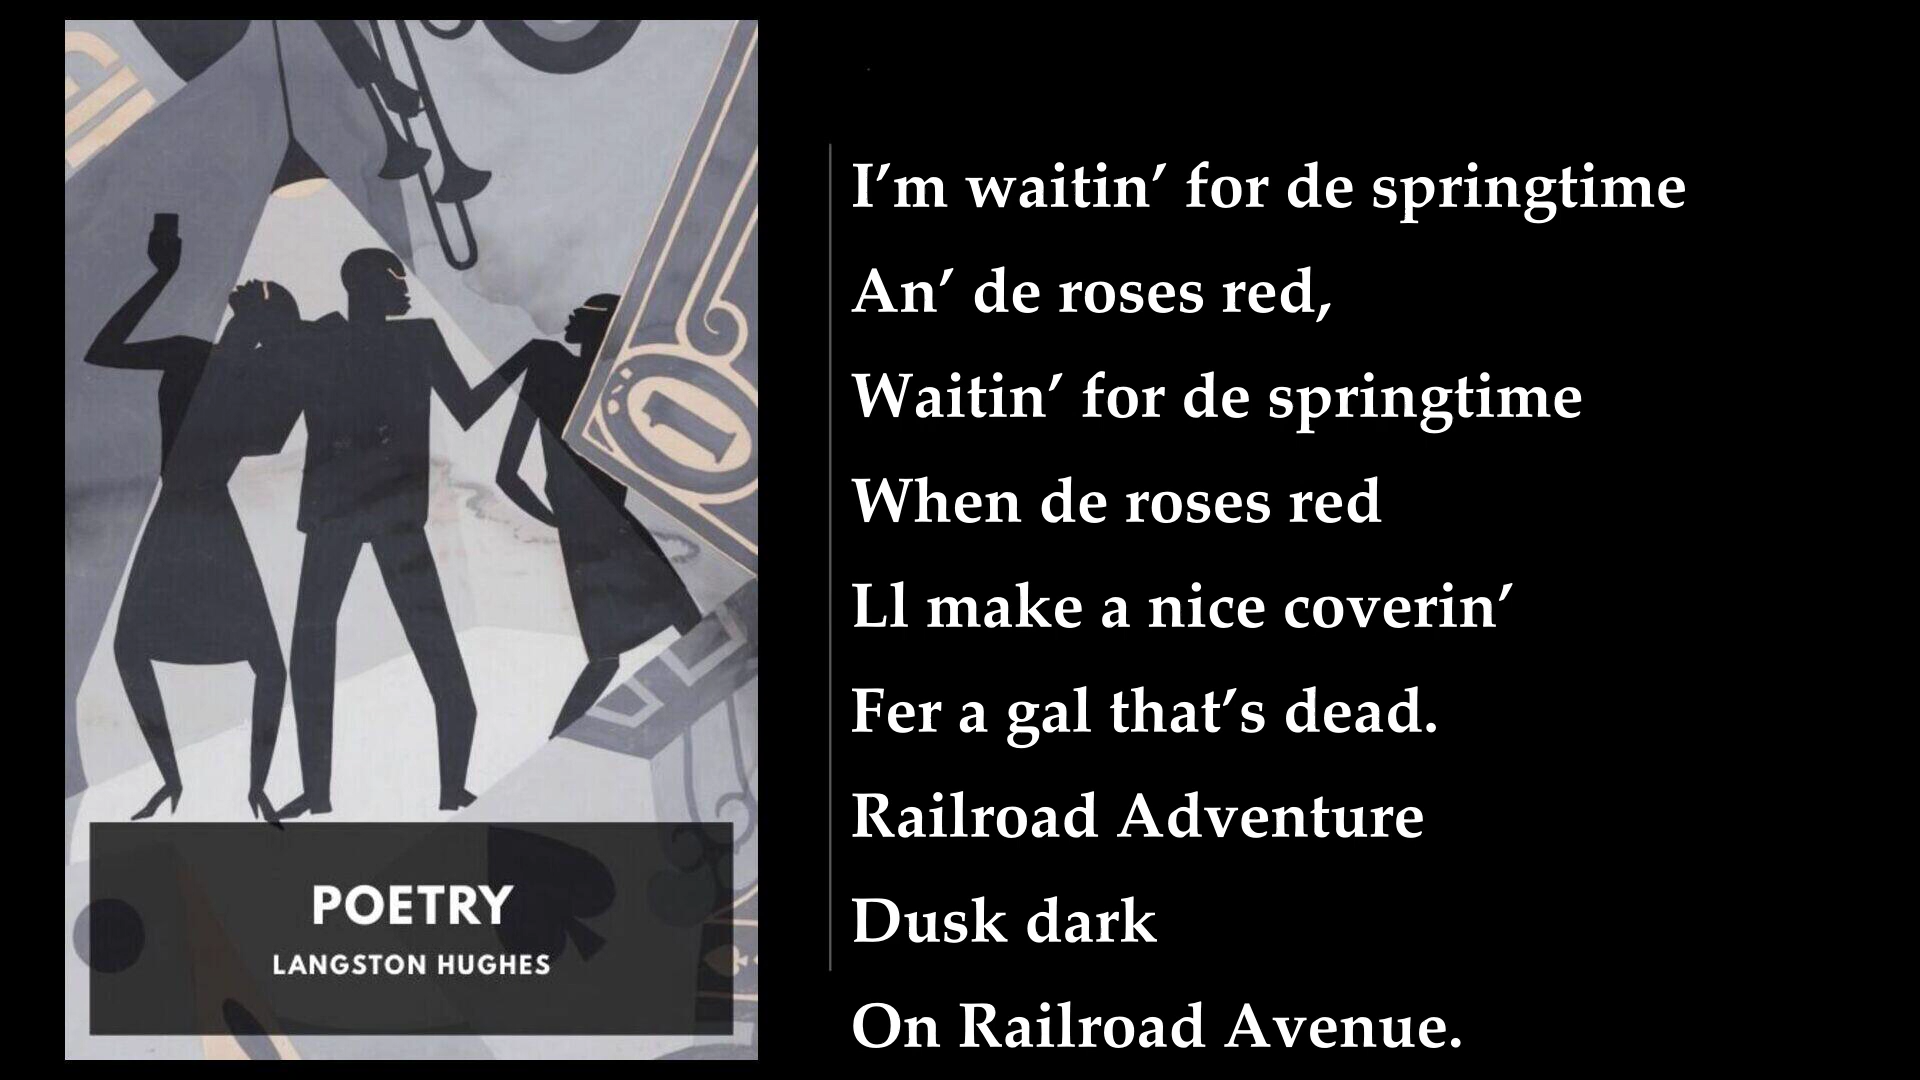 POETRY
LANGSTON HUGHES
I’m waitin’ for de springtime
An’ de roses red,
Waitin’ for de springtime
When de roses red
Ll make a nice coverin’
Fer a gal that’s dead.
Railroad Adventure
Dusk dark
On Railroad Avenue.